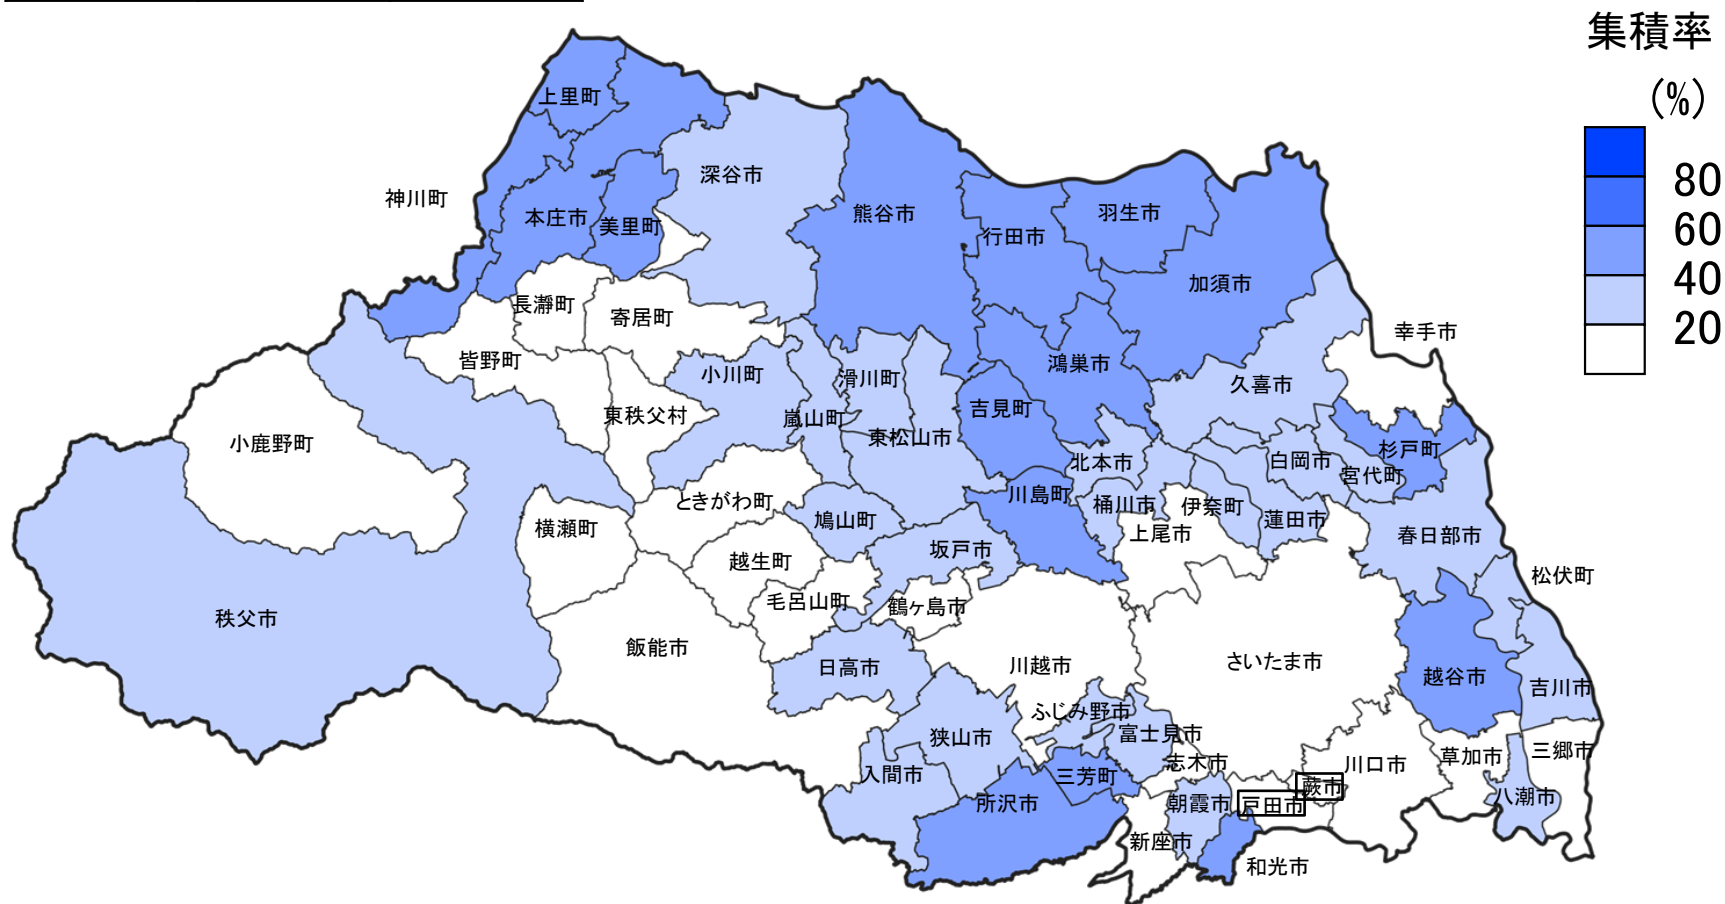 集積率
(%)
80
60
40
20
上里町
神川町
本庄市
美里町
深谷市
熊谷市
行田市
羽生市
加須市
長瀞町
寄居町
皆野町
小川町
嵐山町
滑川町
東松山市
吉見町
鴻巣市
久喜市
幸手市
東秩父村
小鹿野町
ときがわ町
鳩山町
川島町
北本市
桶川市
上尾市
伊奈町
白岡市
蓮田市
宮代町
杉戸町
春日部市
松伏町
横瀬町
越生町
坂戸市
毛呂山町
鶴ヶ島市
秩父市
飯能市
日高市
川越市
さいたま市
越谷市
吉川市
ふじみ野市
富士見市
狭山市
志木市
入間市
三芳町
所沢市
朝霞市
戸田市
蕨市
川口市
草加市
三郷市
八潮市
新座市
和光市